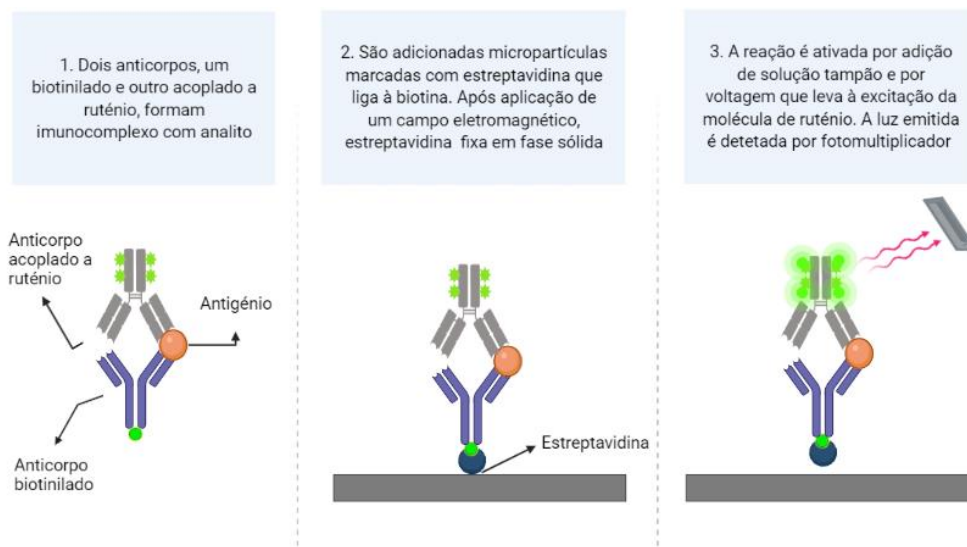 1. Dois anticorpos, um
biotinilado e outro acoplado a
ruténio, formam
imunocomplexo com analito
2. São adicionadas micropartículas
marcadas com estreptavidina que
liga à biotina. Após aplicação de
um campo eletromagnético,
estreptavidina fixa em fase sólida
3. A reação é ativada por adição
de solução tampão e por
voltagem que leva à excitação da
molécula de ruténio. A luz emitida
é detetada por fotomultiplicador
Anticorpo
acoplado a
ruténio
Antigénio
Anticorpo
biotinilado
Estreptavidina